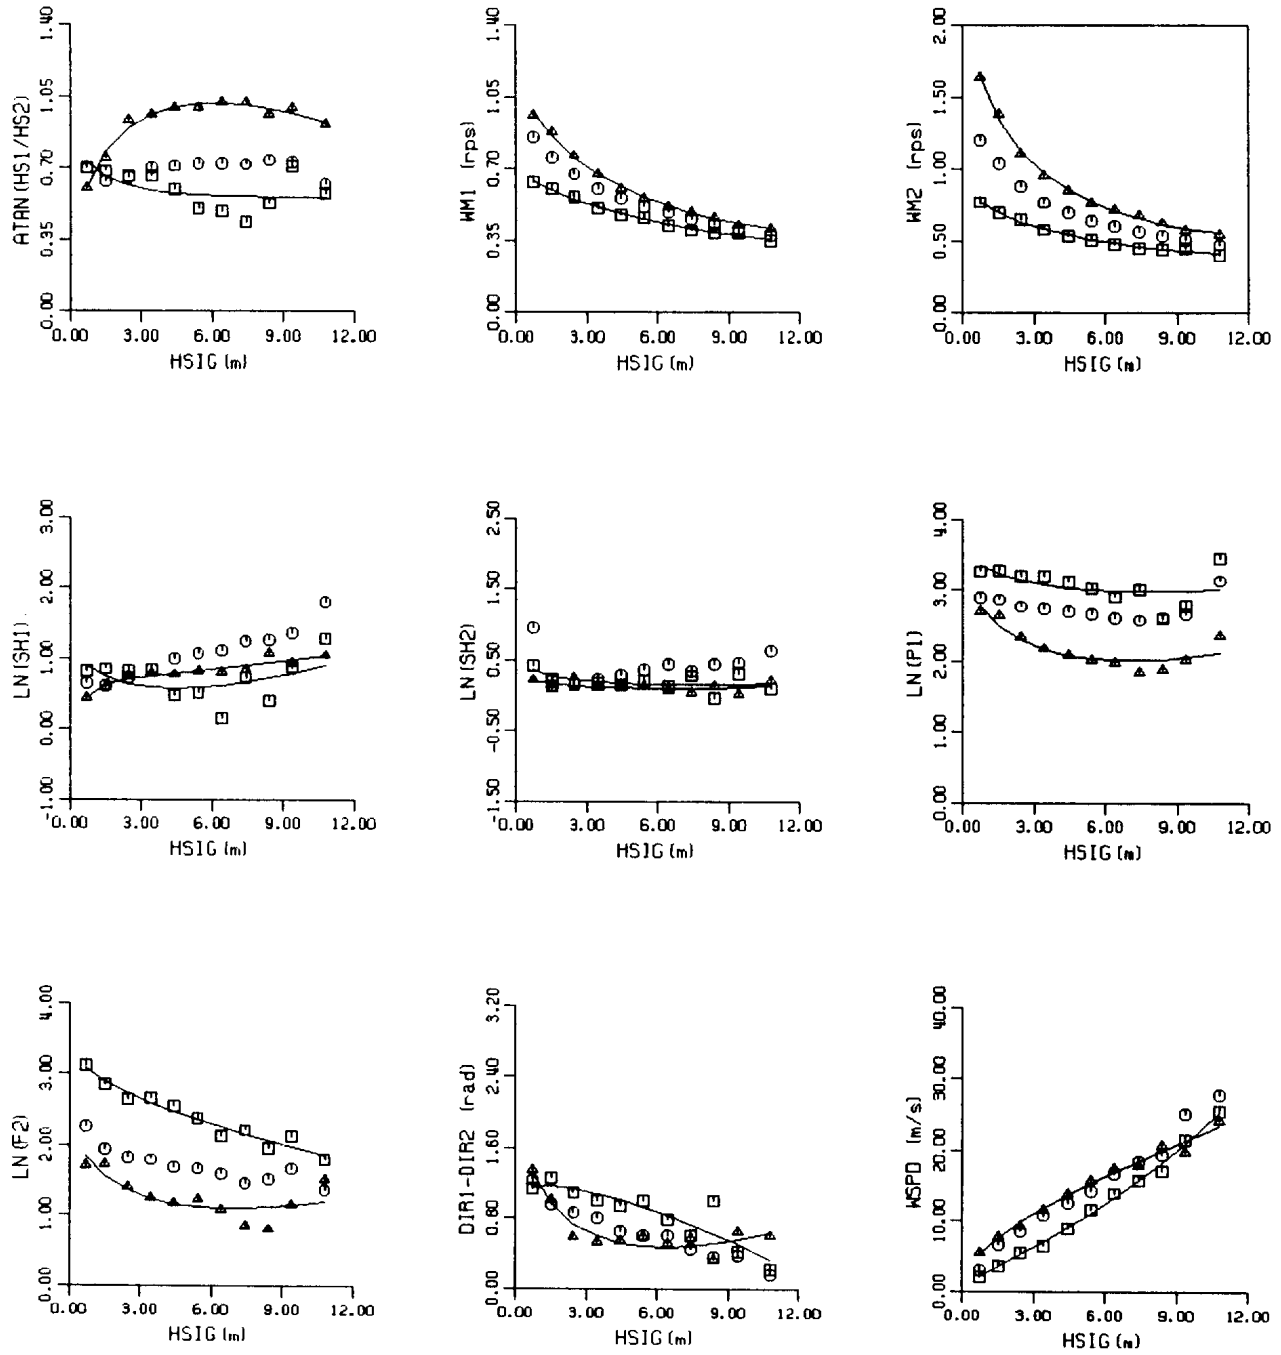 ATAN(HS1/HS2)
0.00 0.35 0.70 1.05 1.40
0.00 3.00 6.00 9.00 12.00
HSIG (m)
WM1 (rps)
0.00 0.35 0.70 1.05 1.40
0.00 3.00 6.00 9.00 12.00
HSIG (m)
WM2 (rps)
0.00 0.50 1.00 1.50 2.00
0.00 3.00 6.00 9.00 12.00
HSIG (m)
LN(SH1)
-1.00 0.00 1.00 2.00 3.00
0.00 3.00 6.00 9.00 12.00
HSIG (m)
LN(SH2)
-1.50 -0.50 0.50 1.50 2.50
0.00 3.00 6.00 9.00 12.00
HSIG (m)
LN(P1)
0.00 1.00 2.00 3.00 4.00
0.00 3.00 6.00 9.00 12.00
HSIG (m)
LN(F2)
0.00 1.00 2.00 3.00 4.00
0.00 3.00 6.00 9.00 12.00
HSIG (m)
DIR1-DIR2 (rad)
0.00 0.80 1.60 2.40 3.20
0.00 3.00 6.00 9.00 12.00
HSIG (m)
WSPD (m/s)
0.00 10.00 20.00 30.00 40.00
0.00 3.00 6.00 9.00 12.00
HSIG (m)